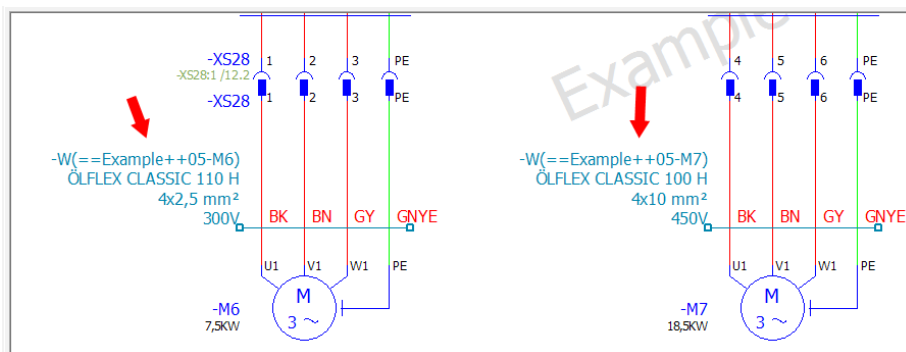 Example
-XS28 1 2 3 PE
-XS28:1 /12.2
-XS28 1 2 3 PE
4 5 6 PE
4 5 6 PE
-W(==Example++05-M6)
ÖLFLEX CLASSIC 110 H
4x2,5 mm²
300V BK BN GY GNYE
-W(==Example++05-M7)
ÖLFLEX CLASSIC 100 H
4x10 mm²
450V BK BN GY GNYE
U1 V1 W1 PE
-M6
7,5KW
M
3 ~
U1 V1 W1 PE
-M7
18,5KW
M
3 ~